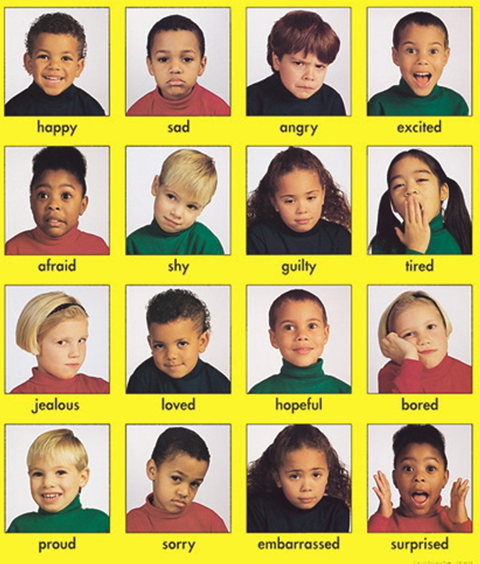 happy sad angry excited
afraid shy guilty tired
jealous loved hopeful bored
proud sorry embarrassed surprised